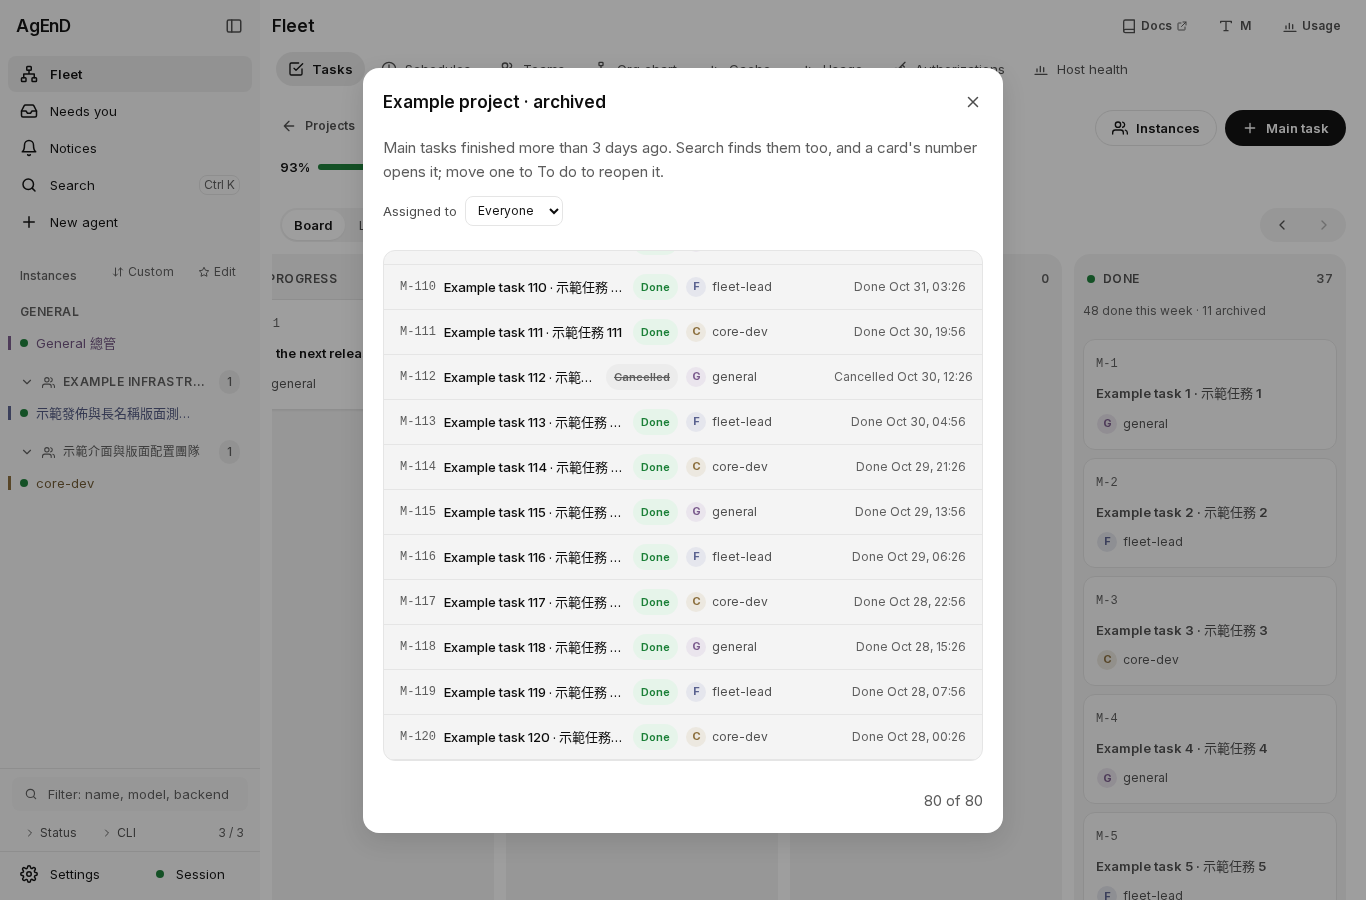 AgEnD
Fleet
Needs you
Notices
Search
Ctrl K
New agent
Instances
Custom
Edit
GENERAL
General 總管
EXAMPLE INFRASTR...
1
示範發佈與長名稱版面測...
示範介面與版面配置團隊
1
core-dev
Filter: name, model, backend
Status
CLI
3 / 3
Settings
Session
Fleet
Docs
M
Usage
Tasks
Host health
Projects
Instances
Main task
93%
Board
PROGRESS
1
the next relea
general
0
DONE
37
48 done this week · 11 archived
M-1
Example task 1 · 示範任務 1
G general
M-2
Example task 2 · 示範任務 2
F fleet-lead
M-3
Example task 3 · 示範任務 3
C core-dev
M-4
Example task 4 · 示範任務 4
G general
M-5
Example task 5 · 示範任務 5
F fleet-lead
Example project · archived
Main tasks finished more than 3 days ago. Search finds them too, and a card's number
opens it; move one to To do to reopen it.
Assigned to
Everyone
M-110 Example task 110 · 示範任務 ... Done F fleet-lead Done Oct 31, 03:26
M-111 Example task 111 · 示範任務 111 Done C core-dev Done Oct 30, 19:56
M-112 Example task 112 · 示範... Cancelled G general Cancelled Oct 30, 12:26
M-113 Example task 113 · 示範任務 ... Done F fleet-lead Done Oct 30, 04:56
M-114 Example task 114 · 示範任務 ... Done C core-dev Done Oct 29, 21:26
M-115 Example task 115 · 示範任務 ... Done G general Done Oct 29, 13:56
M-116 Example task 116 · 示範任務 ... Done F fleet-lead Done Oct 29, 06:26
M-117 Example task 117 · 示範任務 ... Done C core-dev Done Oct 28, 22:56
M-118 Example task 118 · 示範任務 ... Done G general Done Oct 28, 15:26
M-119 Example task 119 · 示範任務 ... Done F fleet-lead Done Oct 28, 07:56
M-120 Example task 120 · 示範任務... Done C core-dev Done Oct 28, 00:26
80 of 80